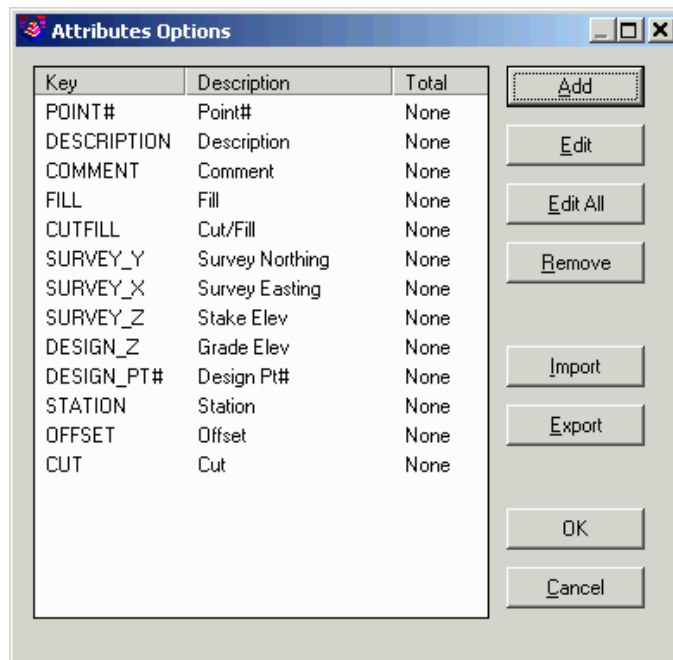 Attributes Options
Key Description Total
POINT# Point# None
DESCRIPTION Description None
COMMENT Comment None
FILL Fill None
CUTFILL Cut/Fill None
SURVEY_Y Survey Northing None
SURVEY_X Survey Easting None
SURVEY_Z Stake Elev None
DESIGN_Z Grade Elev None
DESIGN_PT# Design Pt# None
STATION Station None
OFFSET Offset None
CUT Cut None
Add
Edit
Edit All
Remove
Import
Export
OK
Cancel